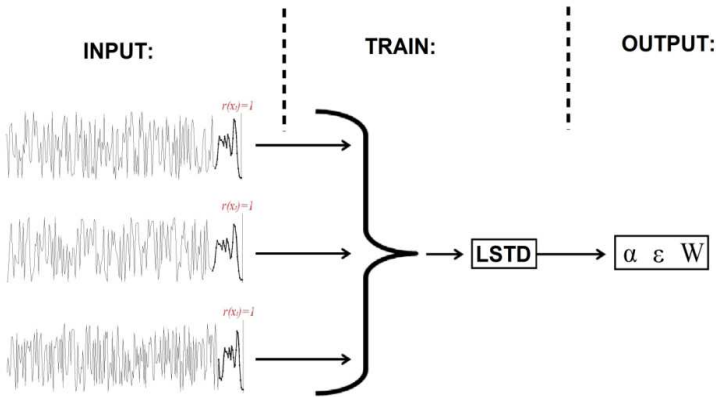 INPUT:
TRAIN:
OUTPUT:
r(xₜ)=1
r(xₜ)=1
LSTD
α ε W
r(xₜ)=1